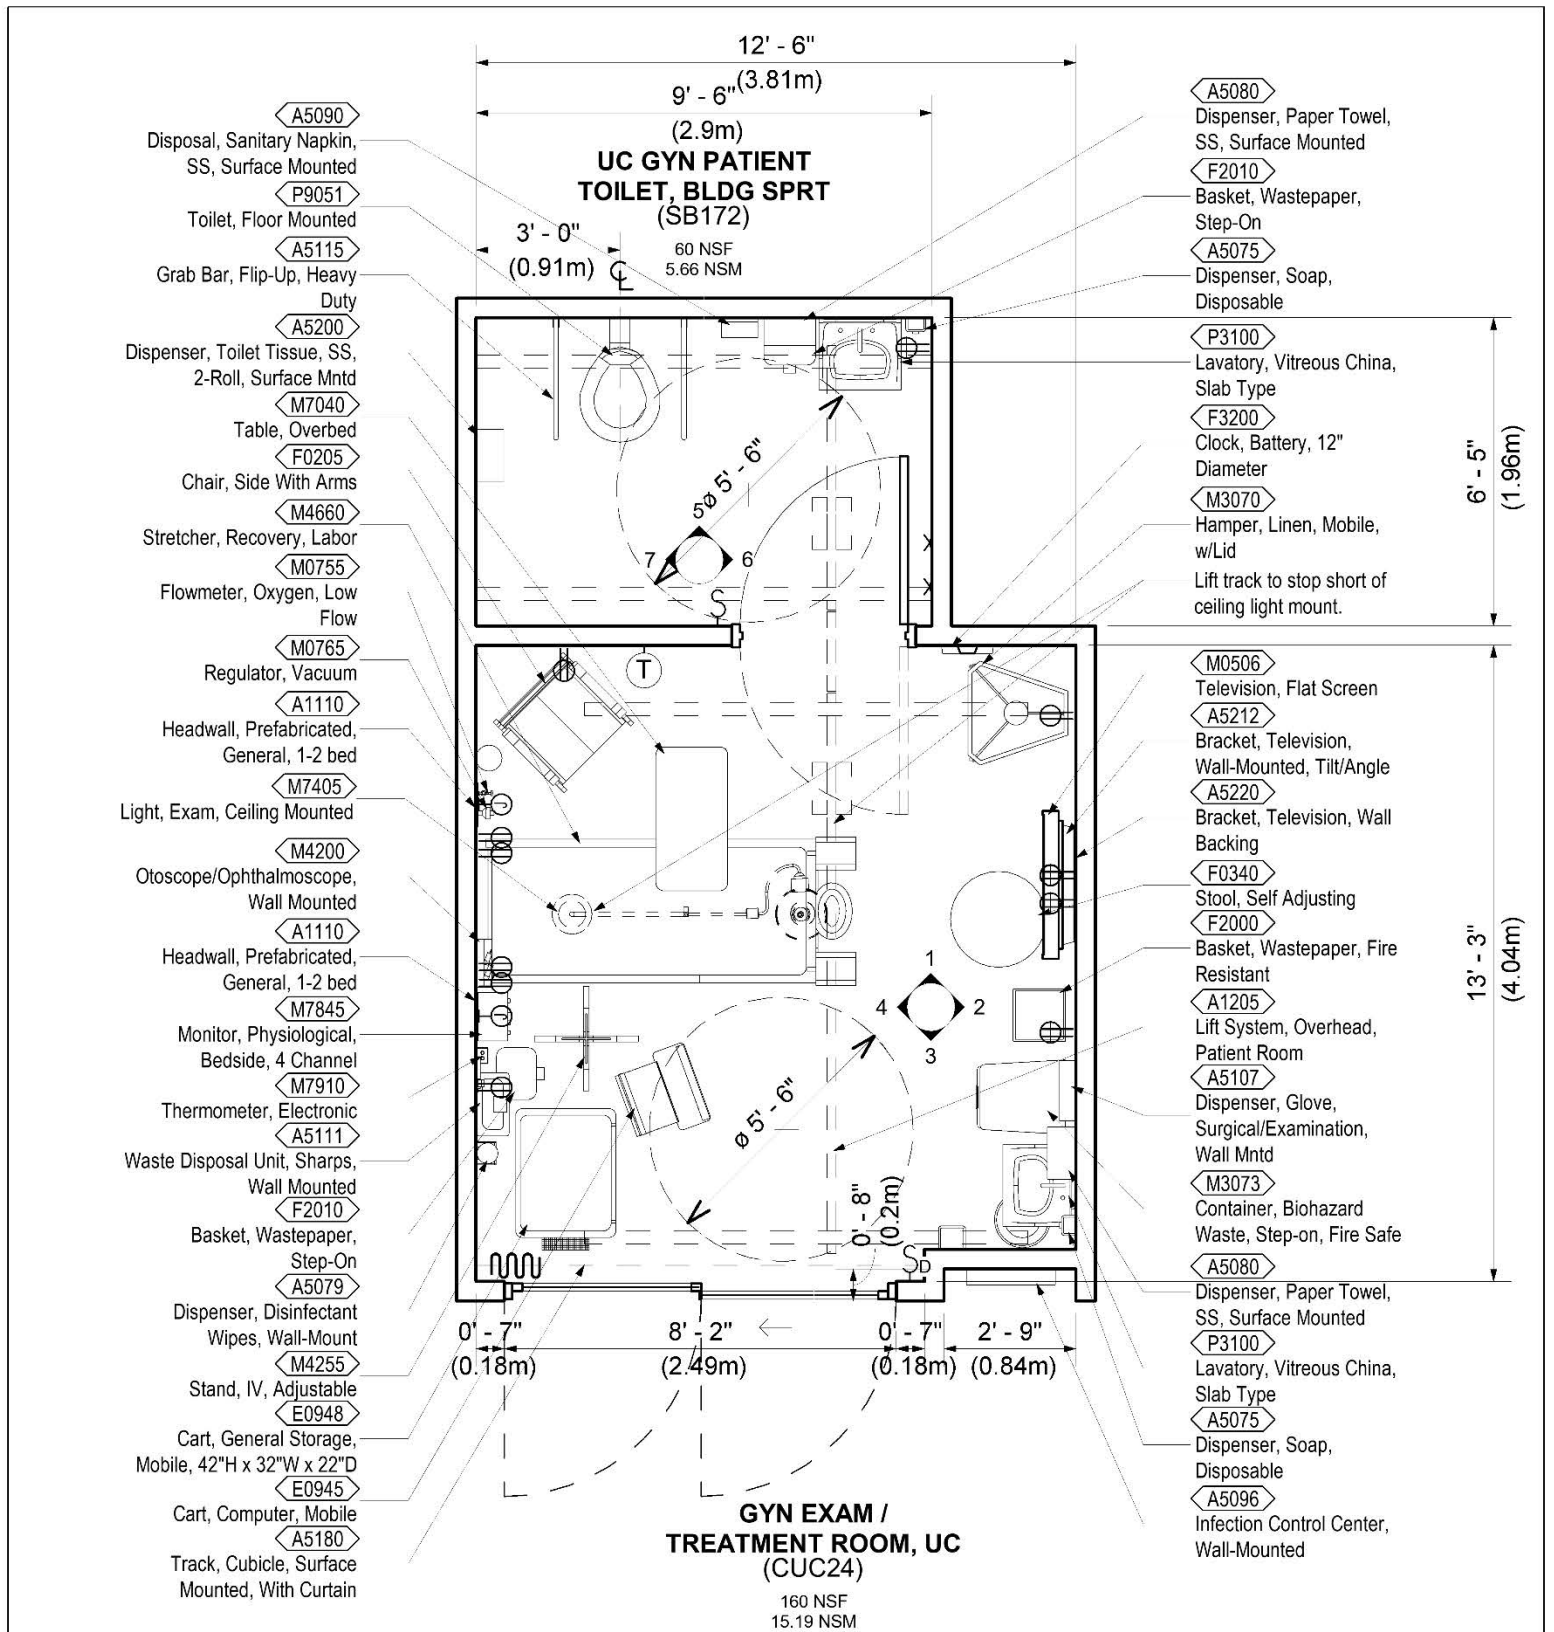 12' - 6"
(3.81m)
9' - 6"
(2.9m)
UC GYN PATIENT
TOILET, BLDG SPRT
(SB172)
60 NSF
5.66 NSM
3' - 0"
(0.91m)
CL
A5090
Disposal, Sanitary Napkin,
SS, Surface Mounted
P9051
Toilet, Floor Mounted
A5115
Grab Bar, Flip-Up, Heavy
Duty
A5200
Dispenser, Toilet Tissue, SS,
2-Roll, Surface Mntd
M7040
Table, Overbed
F0205
Chair, Side With Arms
M4660
Stretcher, Recovery, Labor
M0755
Flowmeter, Oxygen, Low
Flow
M0765
Regulator, Vacuum
A1110
Headwall, Prefabricated,
General, 1-2 bed
M7405
Light, Exam, Ceiling Mounted
M4200
Otoscope/Ophthalmoscope,
Wall Mounted
A1110
Headwall, Prefabricated,
General, 1-2 bed
M7845
Monitor, Physiological,
Bedside, 4 Channel
M7910
Thermometer, Electronic
A5111
Waste Disposal Unit, Sharps,
Wall Mounted
F2010
Basket, Wastepaper,
Step-On
A5079
Dispenser, Disinfectant
Wipes, Wall-Mount
M4255
Stand, IV, Adjustable
E0948
Cart, General Storage,
Mobile, 42"H x 32"W x 22"D
E0945
Cart, Computer, Mobile
A5180
Track, Cubicle, Surface
Mounted, With Curtain
ø 5' - 6"
5
7
6
S
T
1
4
2
3
ø 5' - 6"
0' - 8"
(0.2m)
SD
0' - 7"
(0.18m)
8' - 2"
(2.49m)
0' - 7"
(0.18m)
2' - 9"
(0.84m)
A5080
Dispenser, Paper Towel,
SS, Surface Mounted
F2010
Basket, Wastepaper,
Step-On
A5075
Dispenser, Soap,
Disposable
P3100
Lavatory, Vitreous China,
Slab Type
F3200
Clock, Battery, 12"
Diameter
M3070
Hamper, Linen, Mobile,
w/Lid
Lift track to stop short of
ceiling light mount.
M0506
Television, Flat Screen
A5212
Bracket, Television,
Wall-Mounted, Tilt/Angle
A5220
Bracket, Television, Wall
Backing
F0340
Stool, Self Adjusting
F2000
Basket, Wastepaper, Fire
Resistant
A1205
Lift System, Overhead,
Patient Room
A5107
Dispenser, Glove,
Surgical/Examination,
Wall Mntd
M3073
Container, Biohazard
Waste, Step-on, Fire Safe
A5080
Dispenser, Paper Towel,
SS, Surface Mounted
P3100
Lavatory, Vitreous China,
Slab Type
A5075
Dispenser, Soap,
Disposable
A5096
Infection Control Center,
Wall-Mounted
6' - 5"
(1.96m)
13' - 3"
(4.04m)
GYN EXAM /
TREATMENT ROOM, UC
(CUC24)
160 NSF
15.19 NSM